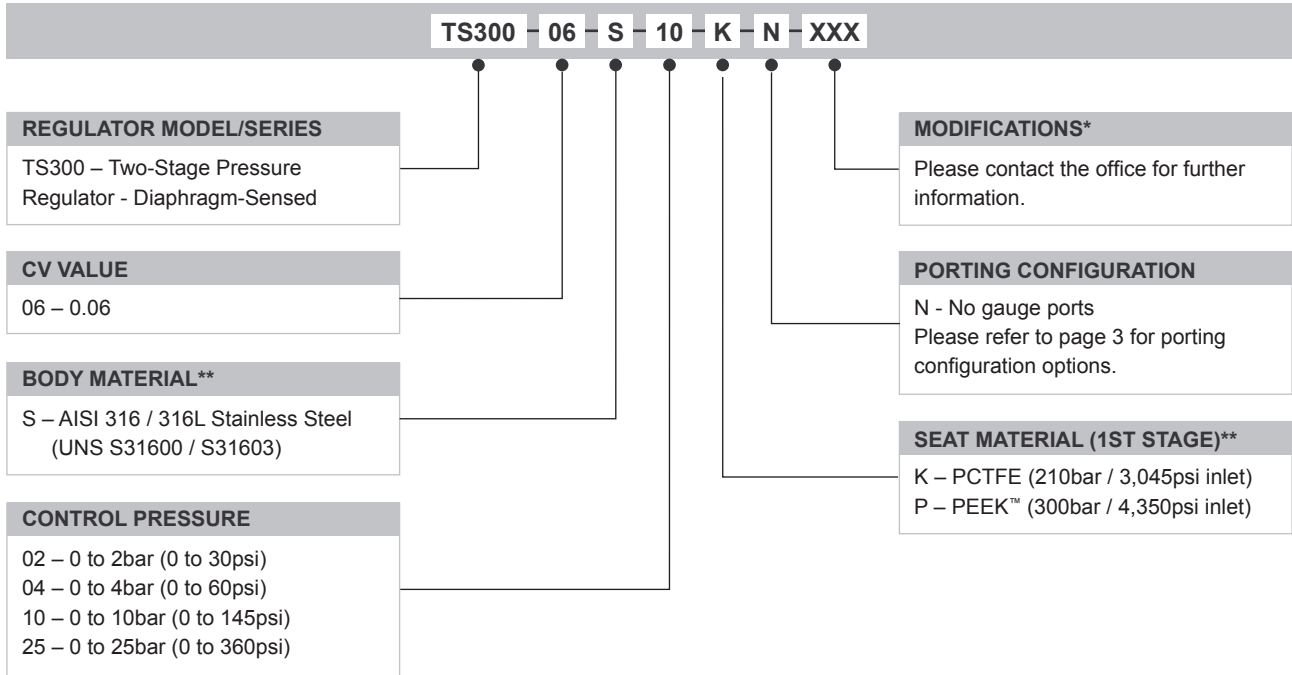 TS300 06 S 10 K N XXX
REGULATOR MODEL/SERIES
TS300 – Two-Stage Pressure
Regulator - Diaphragm-Sensed
CV VALUE
06 – 0.06
BODY MATERIAL**
S – AISI 316 / 316L Stainless Steel
(UNS S31600 / S31603)
CONTROL PRESSURE
02 – 0 to 2bar (0 to 30psi)
04 – 0 to 4bar (0 to 60psi)
10 – 0 to 10bar (0 to 145psi)
25 – 0 to 25bar (0 to 360psi)
MODIFICATIONS*
Please contact the office for further
information.
PORTING CONFIGURATION
N - No gauge ports
Please refer to page 3 for porting
configuration options.
SEAT MATERIAL (1ST STAGE)**
K – PCTFE (210bar / 3,045psi inlet)
P – PEEK™ (300bar / 4,350psi inlet)